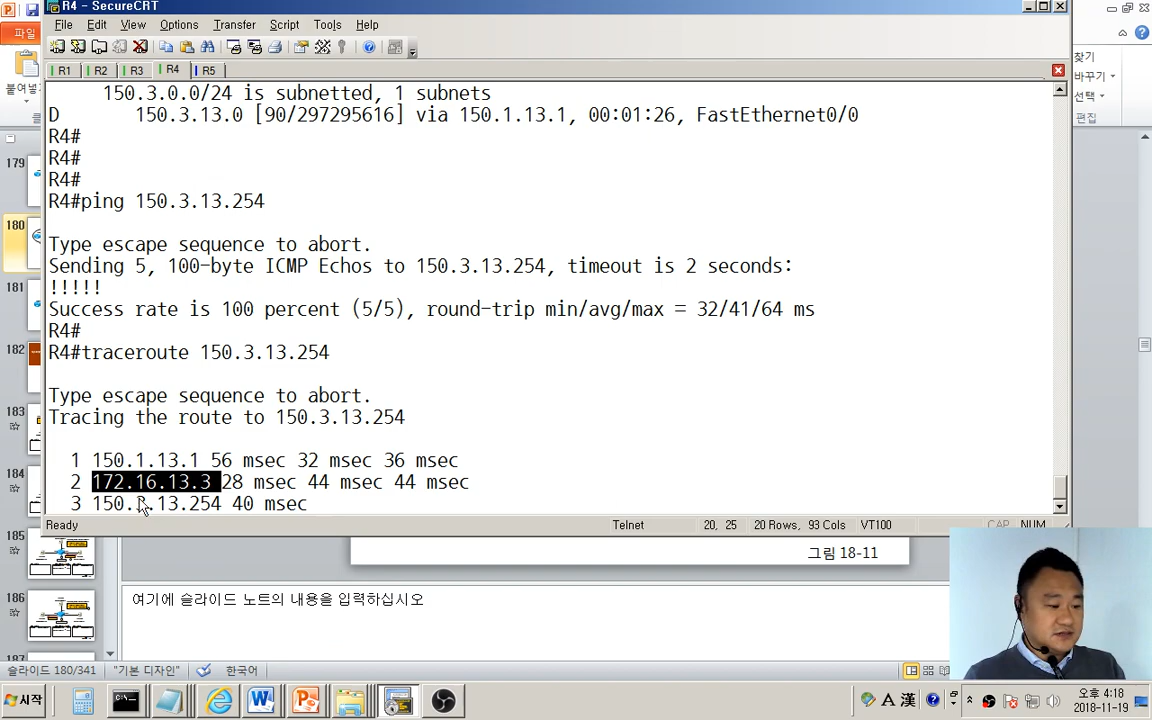 R4 - SecureCRT
File Edit View Options Transfer Script Tools Help
R1 R2 R3 R4 R5
150.3.0.0/24 is subnetted, 1 subnets
D 150.3.13.0 [90/297295616] via 150.1.13.1, 00:01:26, FastEthernet0/0
R4#
R4#
R4#
R4#ping 150.3.13.254
Type escape sequence to abort.
Sending 5, 100-byte ICMP Echos to 150.3.13.254, timeout is 2 seconds:
!!!!!
Success rate is 100 percent (5/5), round-trip min/avg/max = 32/41/64 ms
R4#
R4#traceroute 150.3.13.254
Type escape sequence to abort.
Tracing the route to 150.3.13.254
1 150.1.13.1 56 msec 32 msec 36 msec
2 172.16.13.3 28 msec 44 msec 44 msec
3 150.3.13.254 40 msec
Ready Telnet 20, 25 20 Rows, 93 Cols VT100 CAP NUM
파일
찾기
바꾸기
선택
편집
179
180
181
182
183
184
185
186
187
그림 18-11
여기에 슬라이드 노트의 내용을 입력하십시오
슬라이드 180/341 "기본 디자인" 한국어
시작
A 漢
오후 4:18
2018-11-19